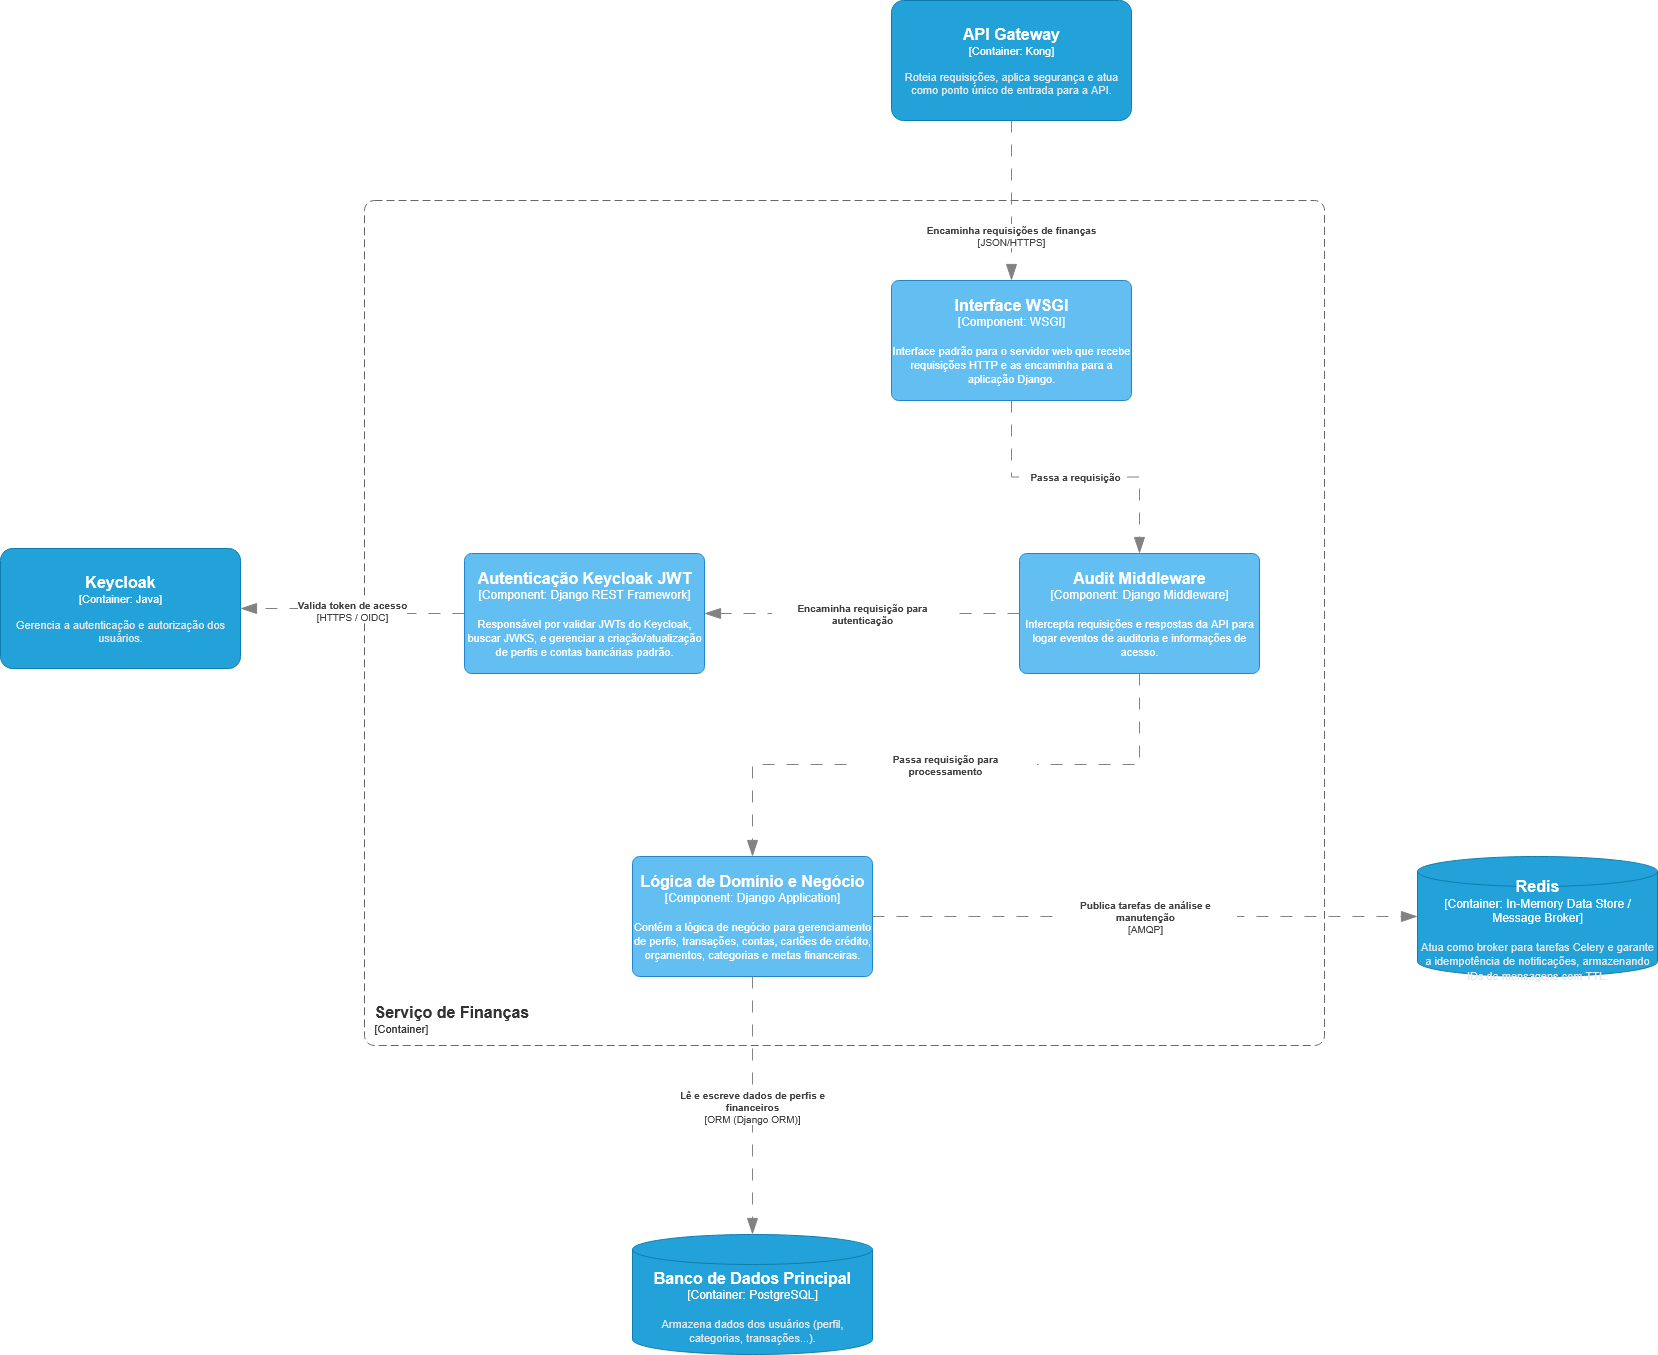 API Gateway
[Container: Kong]
Roteia requisições, aplica segurança e atua
como ponto único de entrada para a API.
Encaminha requisições de finanças
[JSON/HTTPS]
Interface WSGI
[Component: WSGI]
Interface padrão para o servidor web que recebe
requisições HTTP e as encaminha para a
aplicação Django.
Passa a requisição
Keycloak
[Container: Java]
Gerencia a autenticação e autorização dos
usuários.
Valida token de acesso
[HTTPS / OIDC]
Autenticação Keycloak JWT
[Component: Django REST Framework]
Responsável por validar JWTs do Keycloak,
buscar JWKS, e gerenciar a criação/atualização
de perfis e contas bancárias padrão.
Encaminha requisição para
autenticação
Audit Middleware
[Component: Django Middleware]
Intercepta requisições e respostas da API para
logar eventos de auditoria e informações de
acesso.
Passa requisição para
processamento
Lógica de Domínio e Negócio
[Component: Django Application]
Contém a lógica de negócio para gerenciamento
de perfis, transações, contas, cartões de crédito,
orçamentos, categorias e metas financeiras.
Publica tarefas de análise e
manutenção
[AMQP]
Redis
[Container: In-Memory Data Store /
Message Broker]
Atua como broker para tarefas Celery e garante
a idempotência de notificações, armazenando
IDs de mensagens com TTL.
Serviço de Finanças
[Container]
Lê e escreve dados de perfis e
financeiros
[ORM (Django ORM)]
Banco de Dados Principal
[Container: PostgreSQL]
Armazena dados dos usuários (perfil,
categorias, transações...).